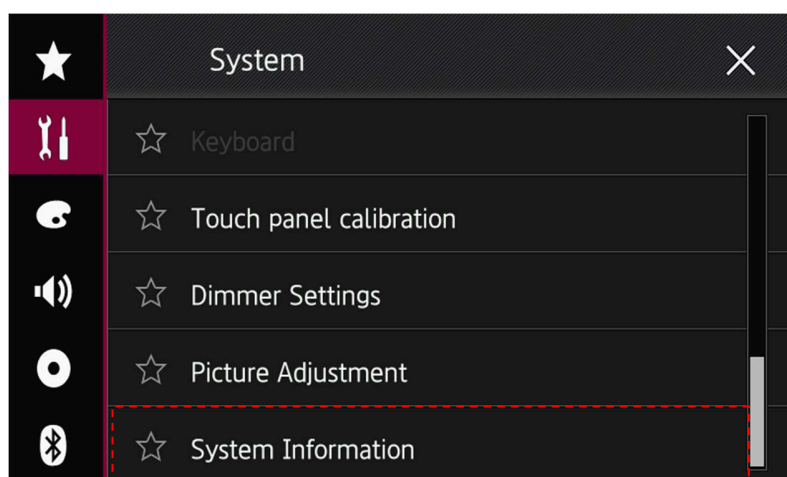 System
Keyboard
Touch panel calibration
Dimmer Settings
Picture Adjustment
System Information